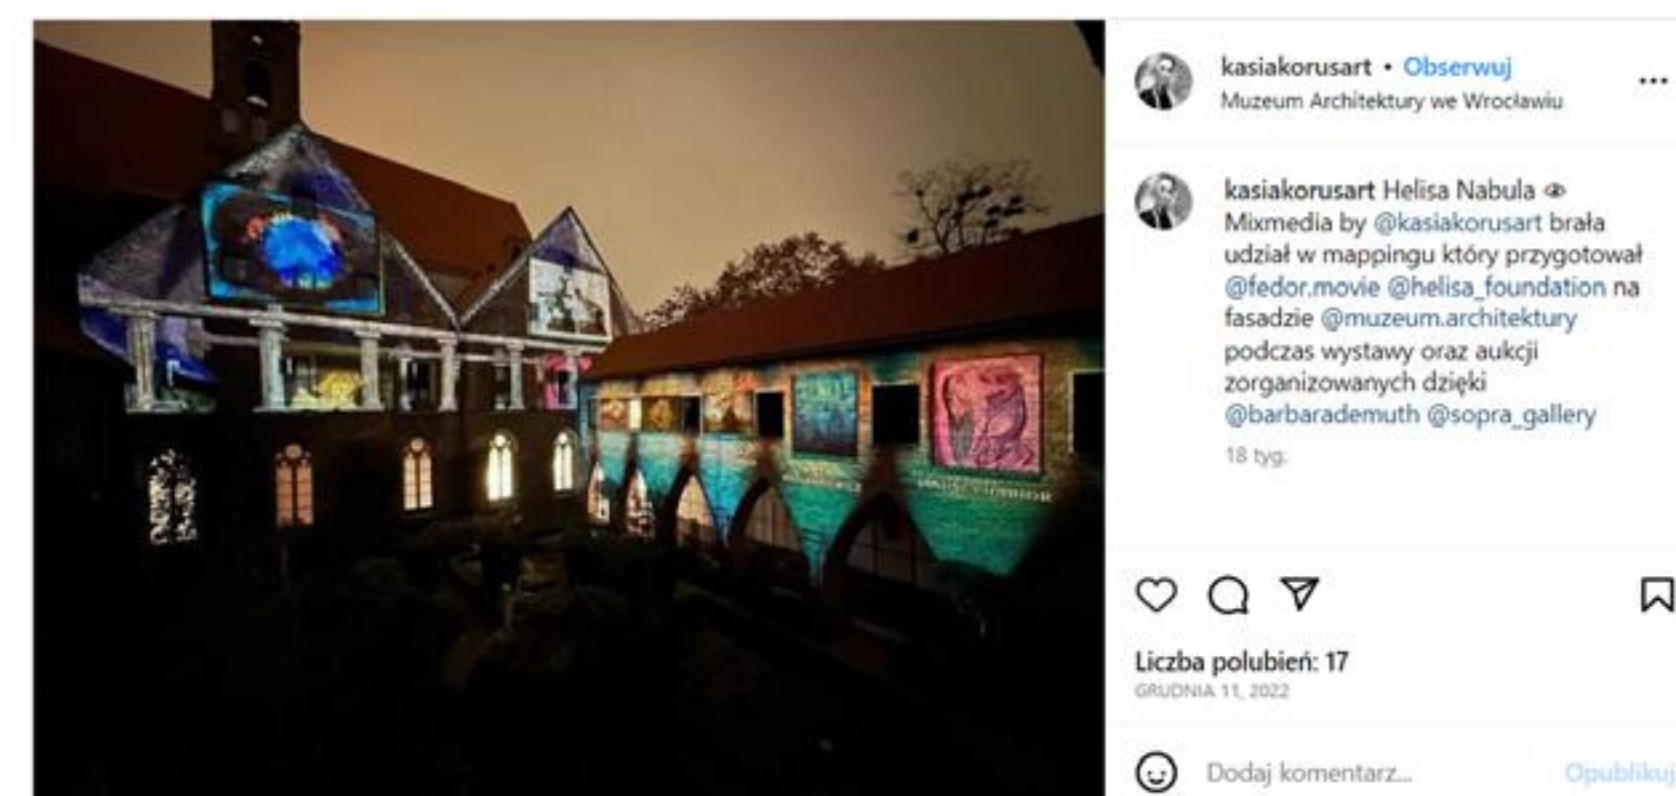 kasiakorusart • Obserwuj
Muzeum Architektury we Wrocławiu
kasiakorusart Helisa Nabula 👁
Mixmedia by @kasiakorusart brała
udział w mappingu który przygotował
@fedor.movie @helisa_foundation na
fasadzie @muzeum.architektury
podczas wystawy oraz aukcji
zorganizowanych dzięki
@barbarademuth @sopra_gallery
18 tyg.
Liczba polubień: 17
GRUDNIA 11, 2022
Dodaj komentarz...
Opublikuj